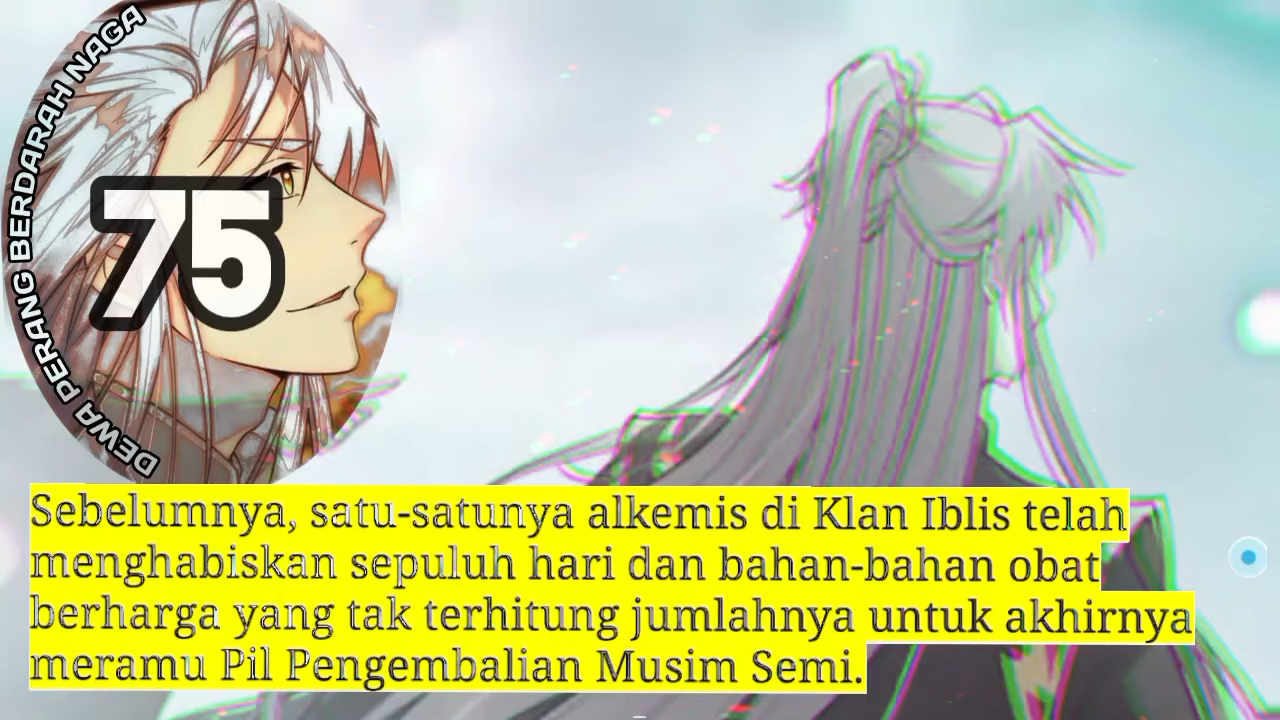 DEWA PERANG BERDARAH NAGA
75
Sebelumnya, satu-satunya alkemis di Klan Iblis telah
menghabiskan sepuluh hari dan bahan-bahan obat
berharga yang tak terhitung jumlahnya untuk akhirnya
meramu Pil Pengembalian Musim Semi.